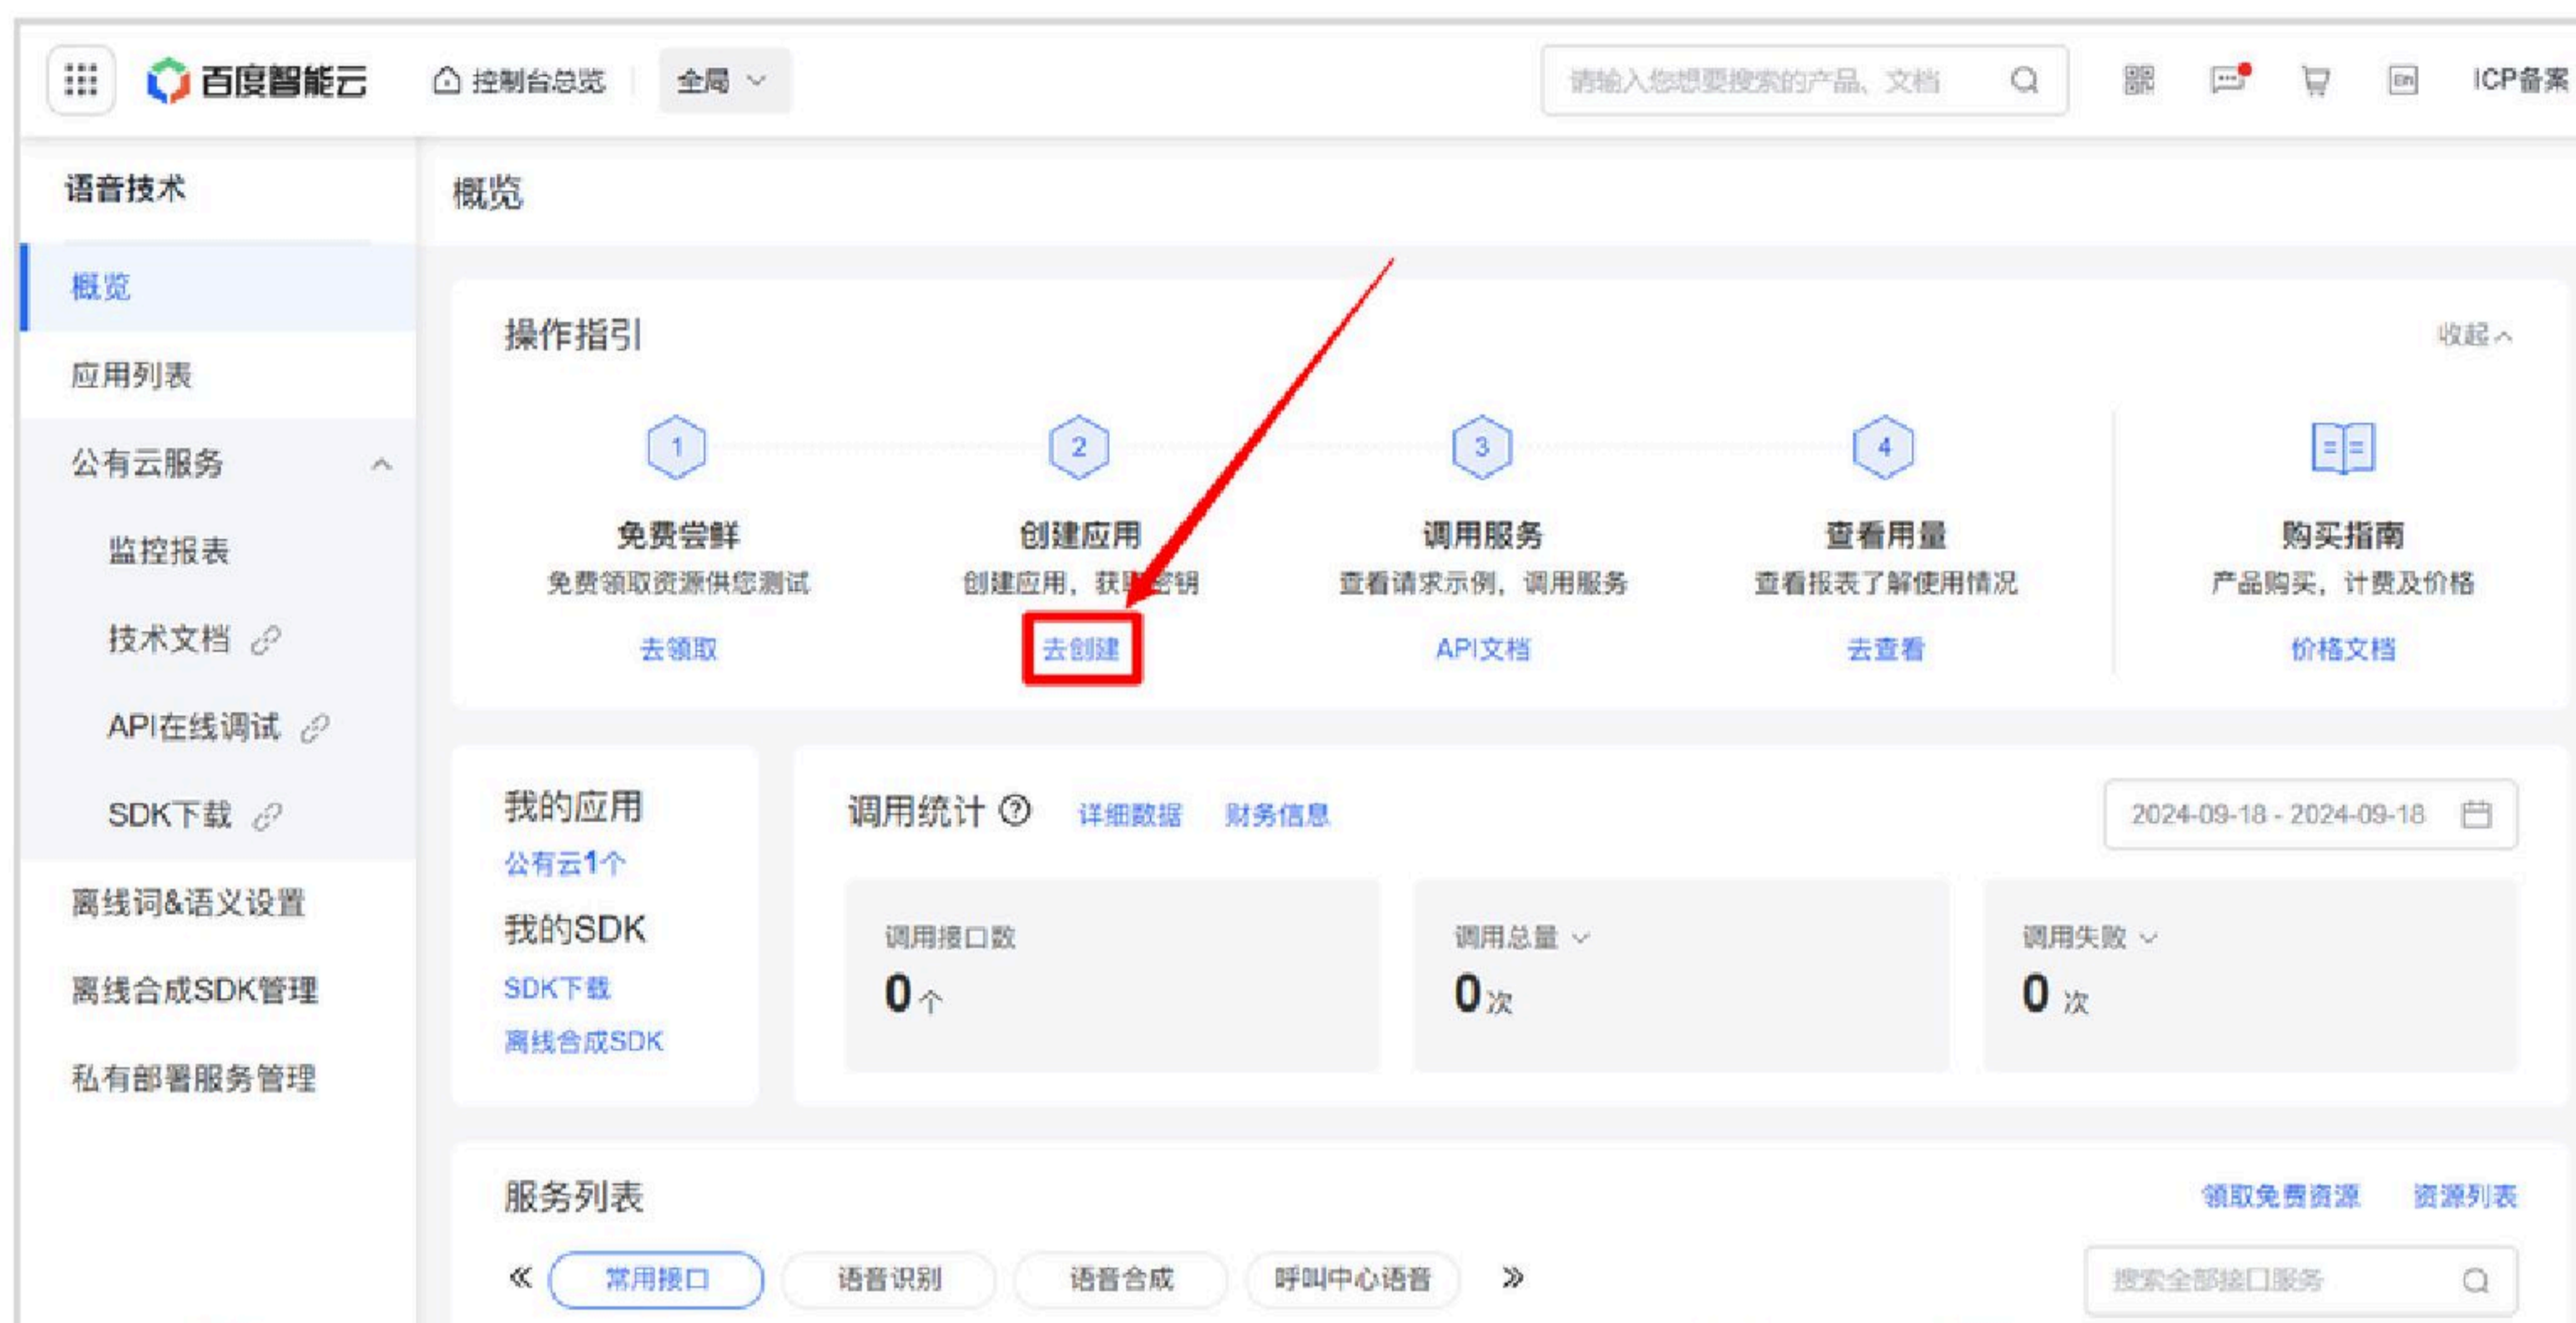 百度智能云 控制台总览 全局 请输入您想要搜索的产品、文档 En ICP备案
语音技术
概览
应用列表
公有云服务
监控报表
技术文档
API在线调试
SDK下载
离线词&语义设置
离线合成SDK管理
私有部署服务管理
概览
操作指引 收起
1 2 3 4
免费尝鲜 创建应用 调用服务 查看用量 购买指南
免费领取资源供您测试 创建应用，获取密钥 查看请求示例，调用服务 查看报表了解使用情况 产品购买，计费及价格
去领取 去创建 API文档 去查看 价格文档
我的应用
公有云1个
我的SDK
SDK下载
离线合成SDK
调用统计 详细数据 财务信息 2024-09-18 - 2024-09-18
调用接口数 调用总量 调用失败
0个 0次 0 次
服务列表 领取免费资源 资源列表
« 常用接口 语音识别 语音合成 呼叫中心语音 » 搜索全部接口服务